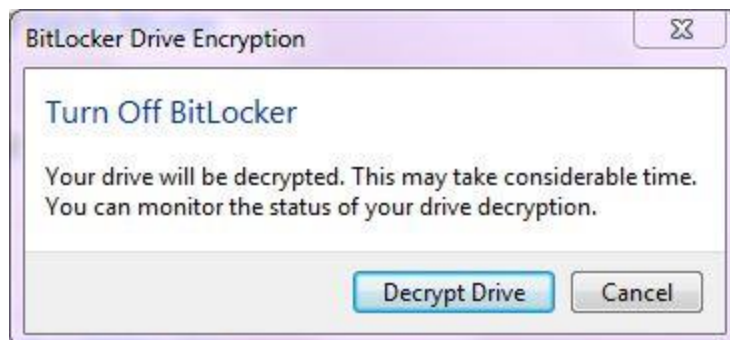 BitLocker Drive Encryption
Turn Off BitLocker
Your drive will be decrypted. This may take considerable time.
You can monitor the status of your drive decryption.
Decrypt Drive
Cancel